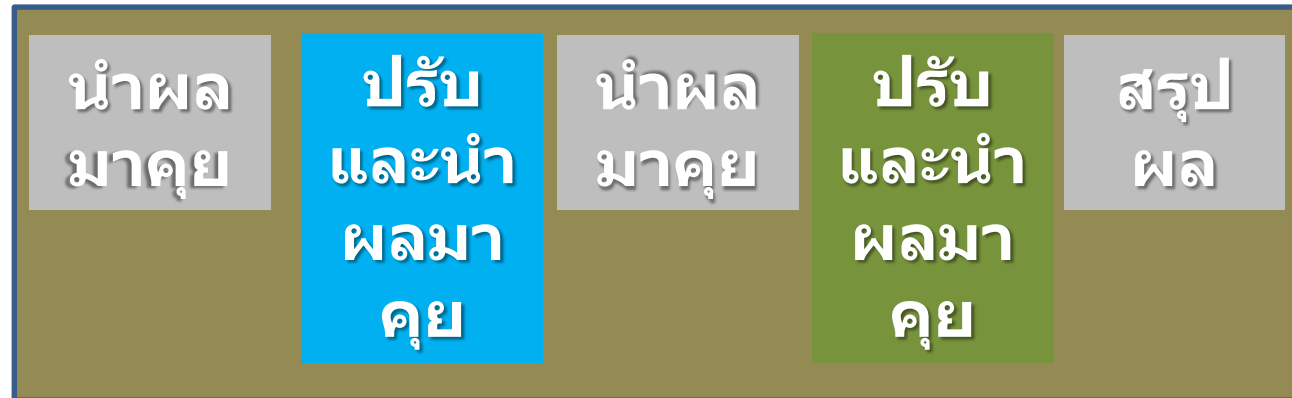 นำผล
มาคุย
ปรับ
และนำ
ผลมา
คุย
นำผล
มาคุย
ปรับ
และนำ
ผลมา
คุย
สรุป
ผล